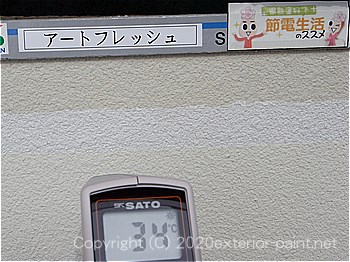 アートフレッシュ
S
節電生活
のススメ
SATO
℃
Copyright (C) 2020exterior-paint.net